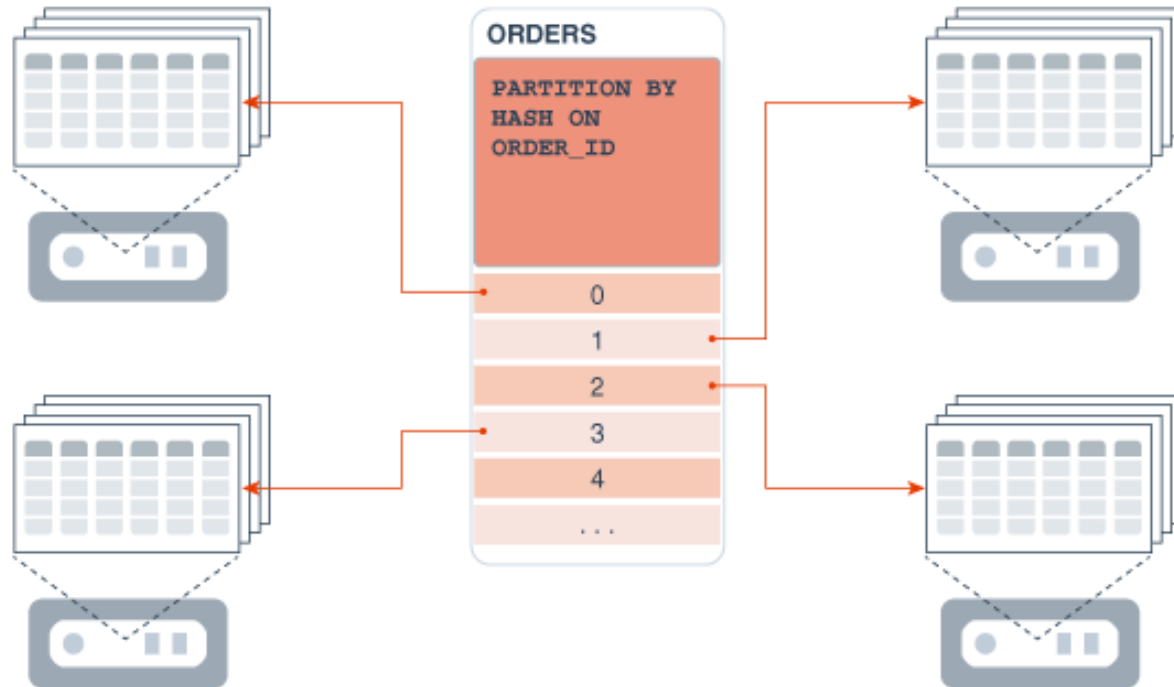 ORDERS
PARTITION BY
HASH ON
ORDER_ID
0
1
2
3
4
...